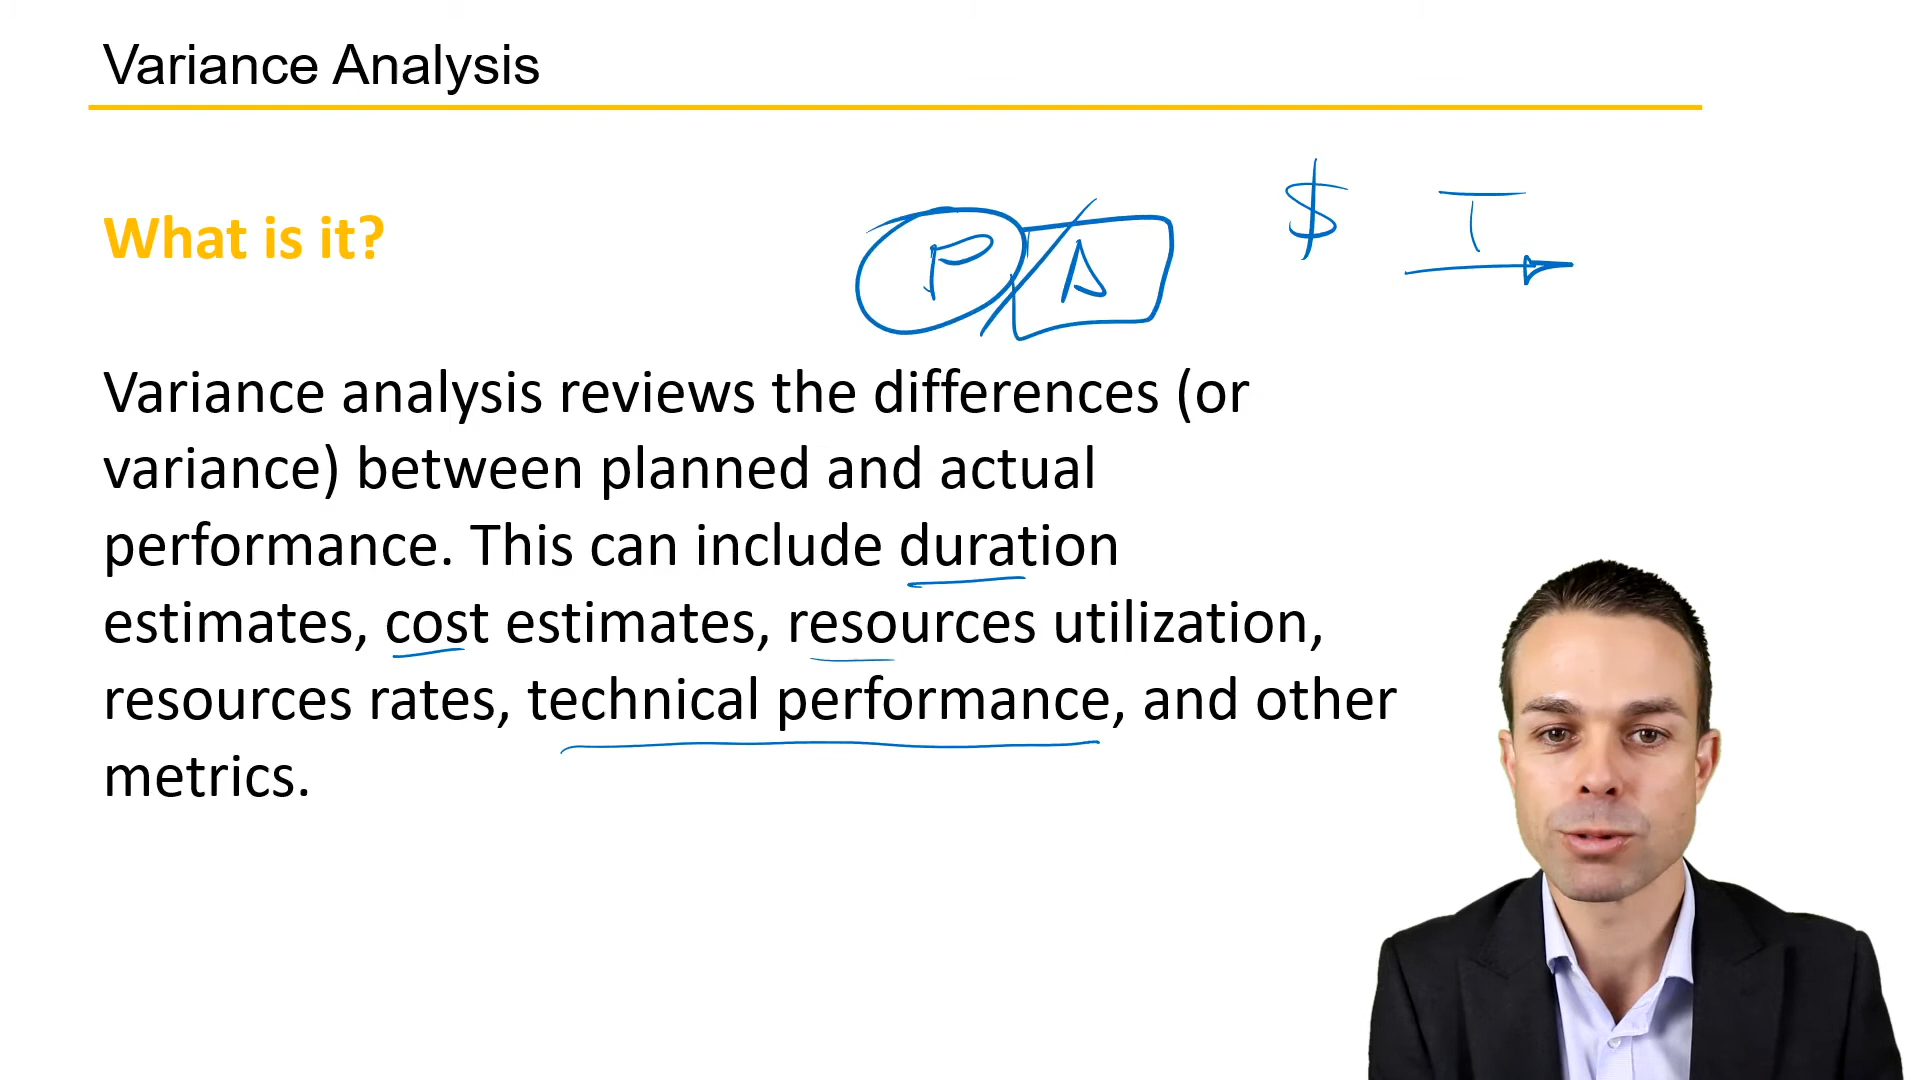 Variance Analysis
What is it?
P A $ T
Variance analysis reviews the differences (or
variance) between planned and actual
performance. This can include duration
estimates, cost estimates, resources utilization,
resources rates, technical performance, and other
metrics.